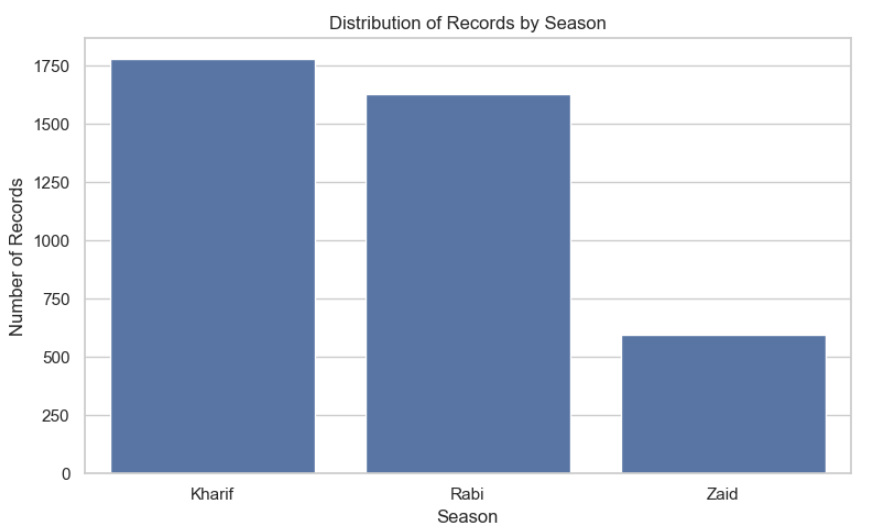 Distribution of Records by Season
Number of Records
1750
1500
1250
1000
750
500
250
0
Kharif
Rabi
Zaid
Season